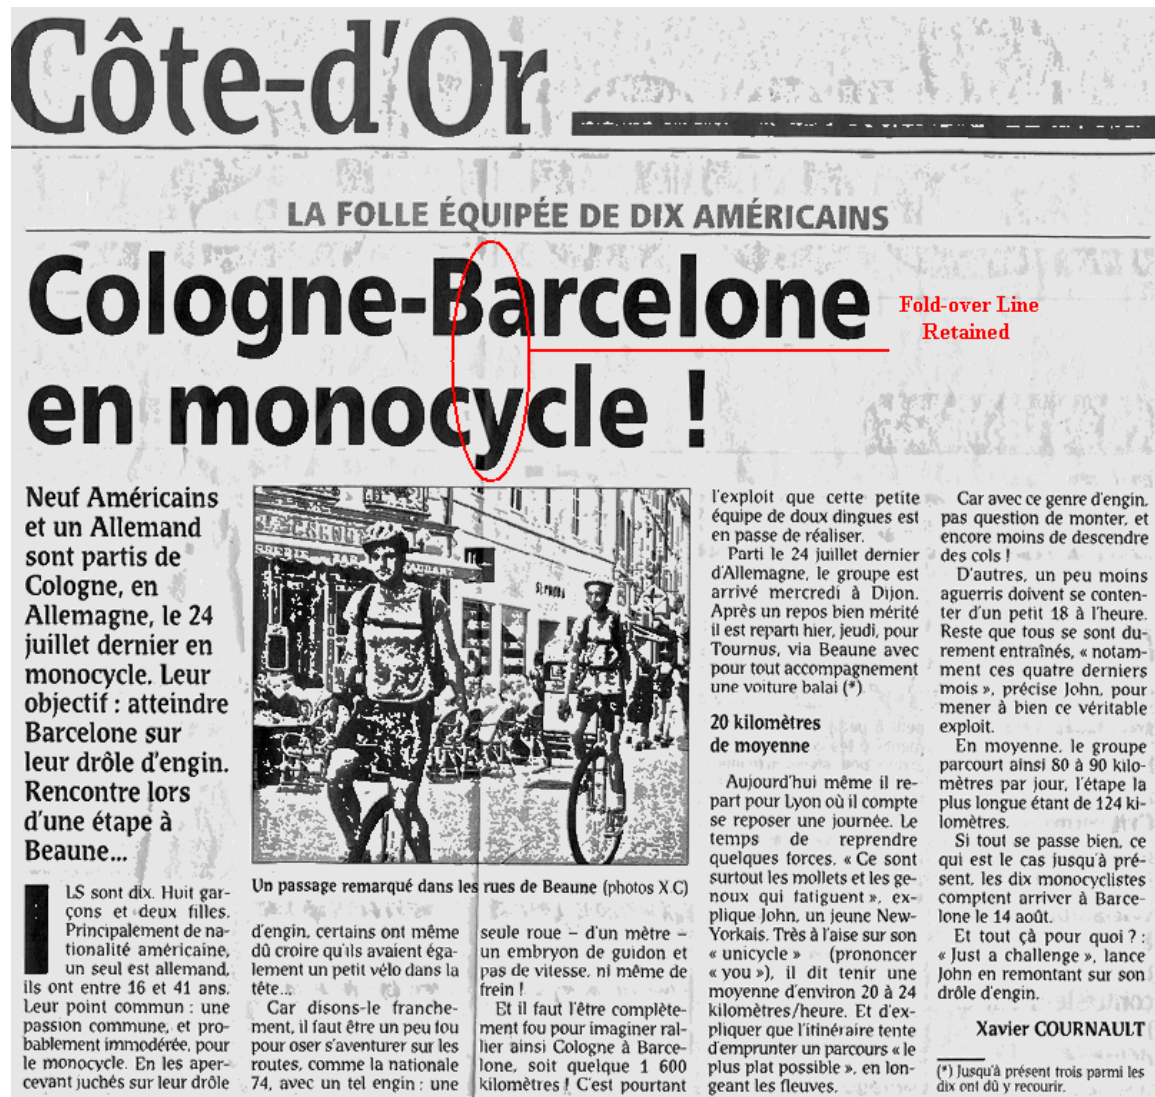 Côte-d'Or
LA FOLLE ÉQUIPÉE DE DIX AMÉRICAINS
Cologne-Barcelone
en monocycle !
Fold-over Line
Retained
Neuf Américains
et un Allemand
sont partis de
Cologne, en
Allemagne, le 24
juillet dernier en
monocycle. Leur
objectif : atteindre
Barcelone sur
leur drôle d'engin.
Rencontre lors
d'une étape à
Beaune...
Un passage remarqué dans les rues de Beaune (photos X C)
ILS sont dix. Huit gar-
çons et deux filles.
Principalement de na-
tionalité américaine,
un seul est allemand,
ils ont entre 16 et 41 ans.
Leur point commun : une
passion commune, et pro-
bablement immodérée, pour
le monocycle. En les aper-
cevant juchés sur leur drôle
d'engin, certains ont même
dû croire qu'ils avaient éga-
lement un petit vélo dans la
tête...
Car disons-le franche-
ment, il faut être un peu fou
pour oser s'aventurer sur les
routes, comme la nationale
74, avec un tel engin : une
seule roue – d'un mètre –
un embryon de guidon et
pas de vitesse, ni même de
frein !
Et il faut l'être complète-
ment fou pour imaginer ral-
lier ainsi Cologne à Barce-
lone, soit quelque 1 600
kilomètres ! C'est pourtant
l'exploit que cette petite
équipe de doux dingues est
en passe de réaliser.
Parti le 24 juillet dernier
d'Allemagne, le groupe est
arrivé mercredi à Dijon.
Après un repos bien mérité
il est reparti hier, jeudi, pour
Tournus, via Beaune avec
pour tout accompagnement
une voiture balai (*)
20 kilomètres
de moyenne
Aujourd'hui même il re-
part pour Lyon où il compte
se reposer une journée. Le
temps de reprendre
quelques forces. « Ce sont
surtout les mollets et les ge-
noux qui fatiguent », ex-
plique John, un jeune New-
Yorkais. Très à l'aise sur son
« unicycle » (prononcer
« you »), il dit tenir une
moyenne d'environ 20 à 24
kilomètres/heure. Et d'ex-
pliquer que l'itinéraire tente
d'emprunter un parcours « le
plus plat possible », en lon-
geant les fleuves.
Car avec ce genre d'engin,
pas question de monter, et
encore moins de descendre
des cols !
D'autres, un peu moins
aguerris doivent se conten-
ter d'un petit 18 à l'heure.
Reste que tous se sont du-
rement entraînés, « notam-
ment ces quatre derniers
mois », précise John, pour
mener à bien ce véritable
exploit.
En moyenne, le groupe
parcourt ainsi 80 à 90 kilo-
mètres par jour, l'étape la
plus longue étant de 124 ki-
lomètres.
Si tout se passe bien, ce
qui est le cas jusqu'à pré-
sent, les dix monocyclistes
comptent arriver à Barce-
lone le 14 août.
Et tout çà pour quoi ? :
« Just a challenge », lance
John en remontant sur son
drôle d'engin.
Xavier COURNAULT
(*) Jusqu'à présent trois parmi les
dix ont dû y recourir.